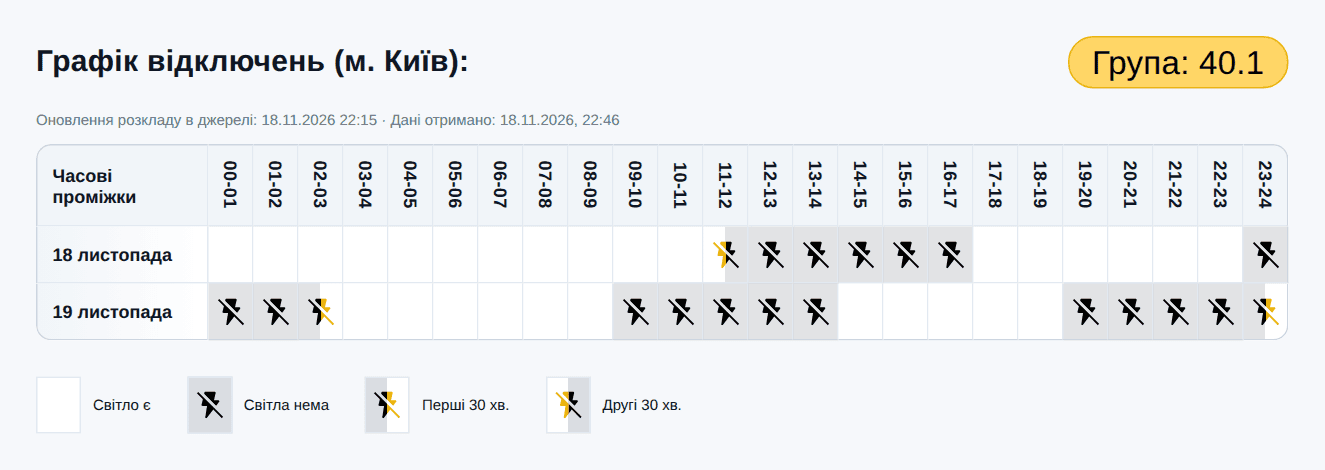 Графік відключень (м. Київ):
Група: 40.1
Оновлення розкладу в джерелі: 18.11.2026 22:15 · Дані отримано: 18.11.2026, 22:46
Часові
проміжки
00-01 01-02 02-03 03-04 04-05 05-06 06-07 07-08 08-09 09-10 10-11 11-12 12-13 13-14 14-15 15-16 16-17 17-18 18-19 19-20 20-21 21-22 22-23 23-24
18 листопада
19 листопада
Світло є
Світла нема
Перші 30 хв.
Другі 30 хв.